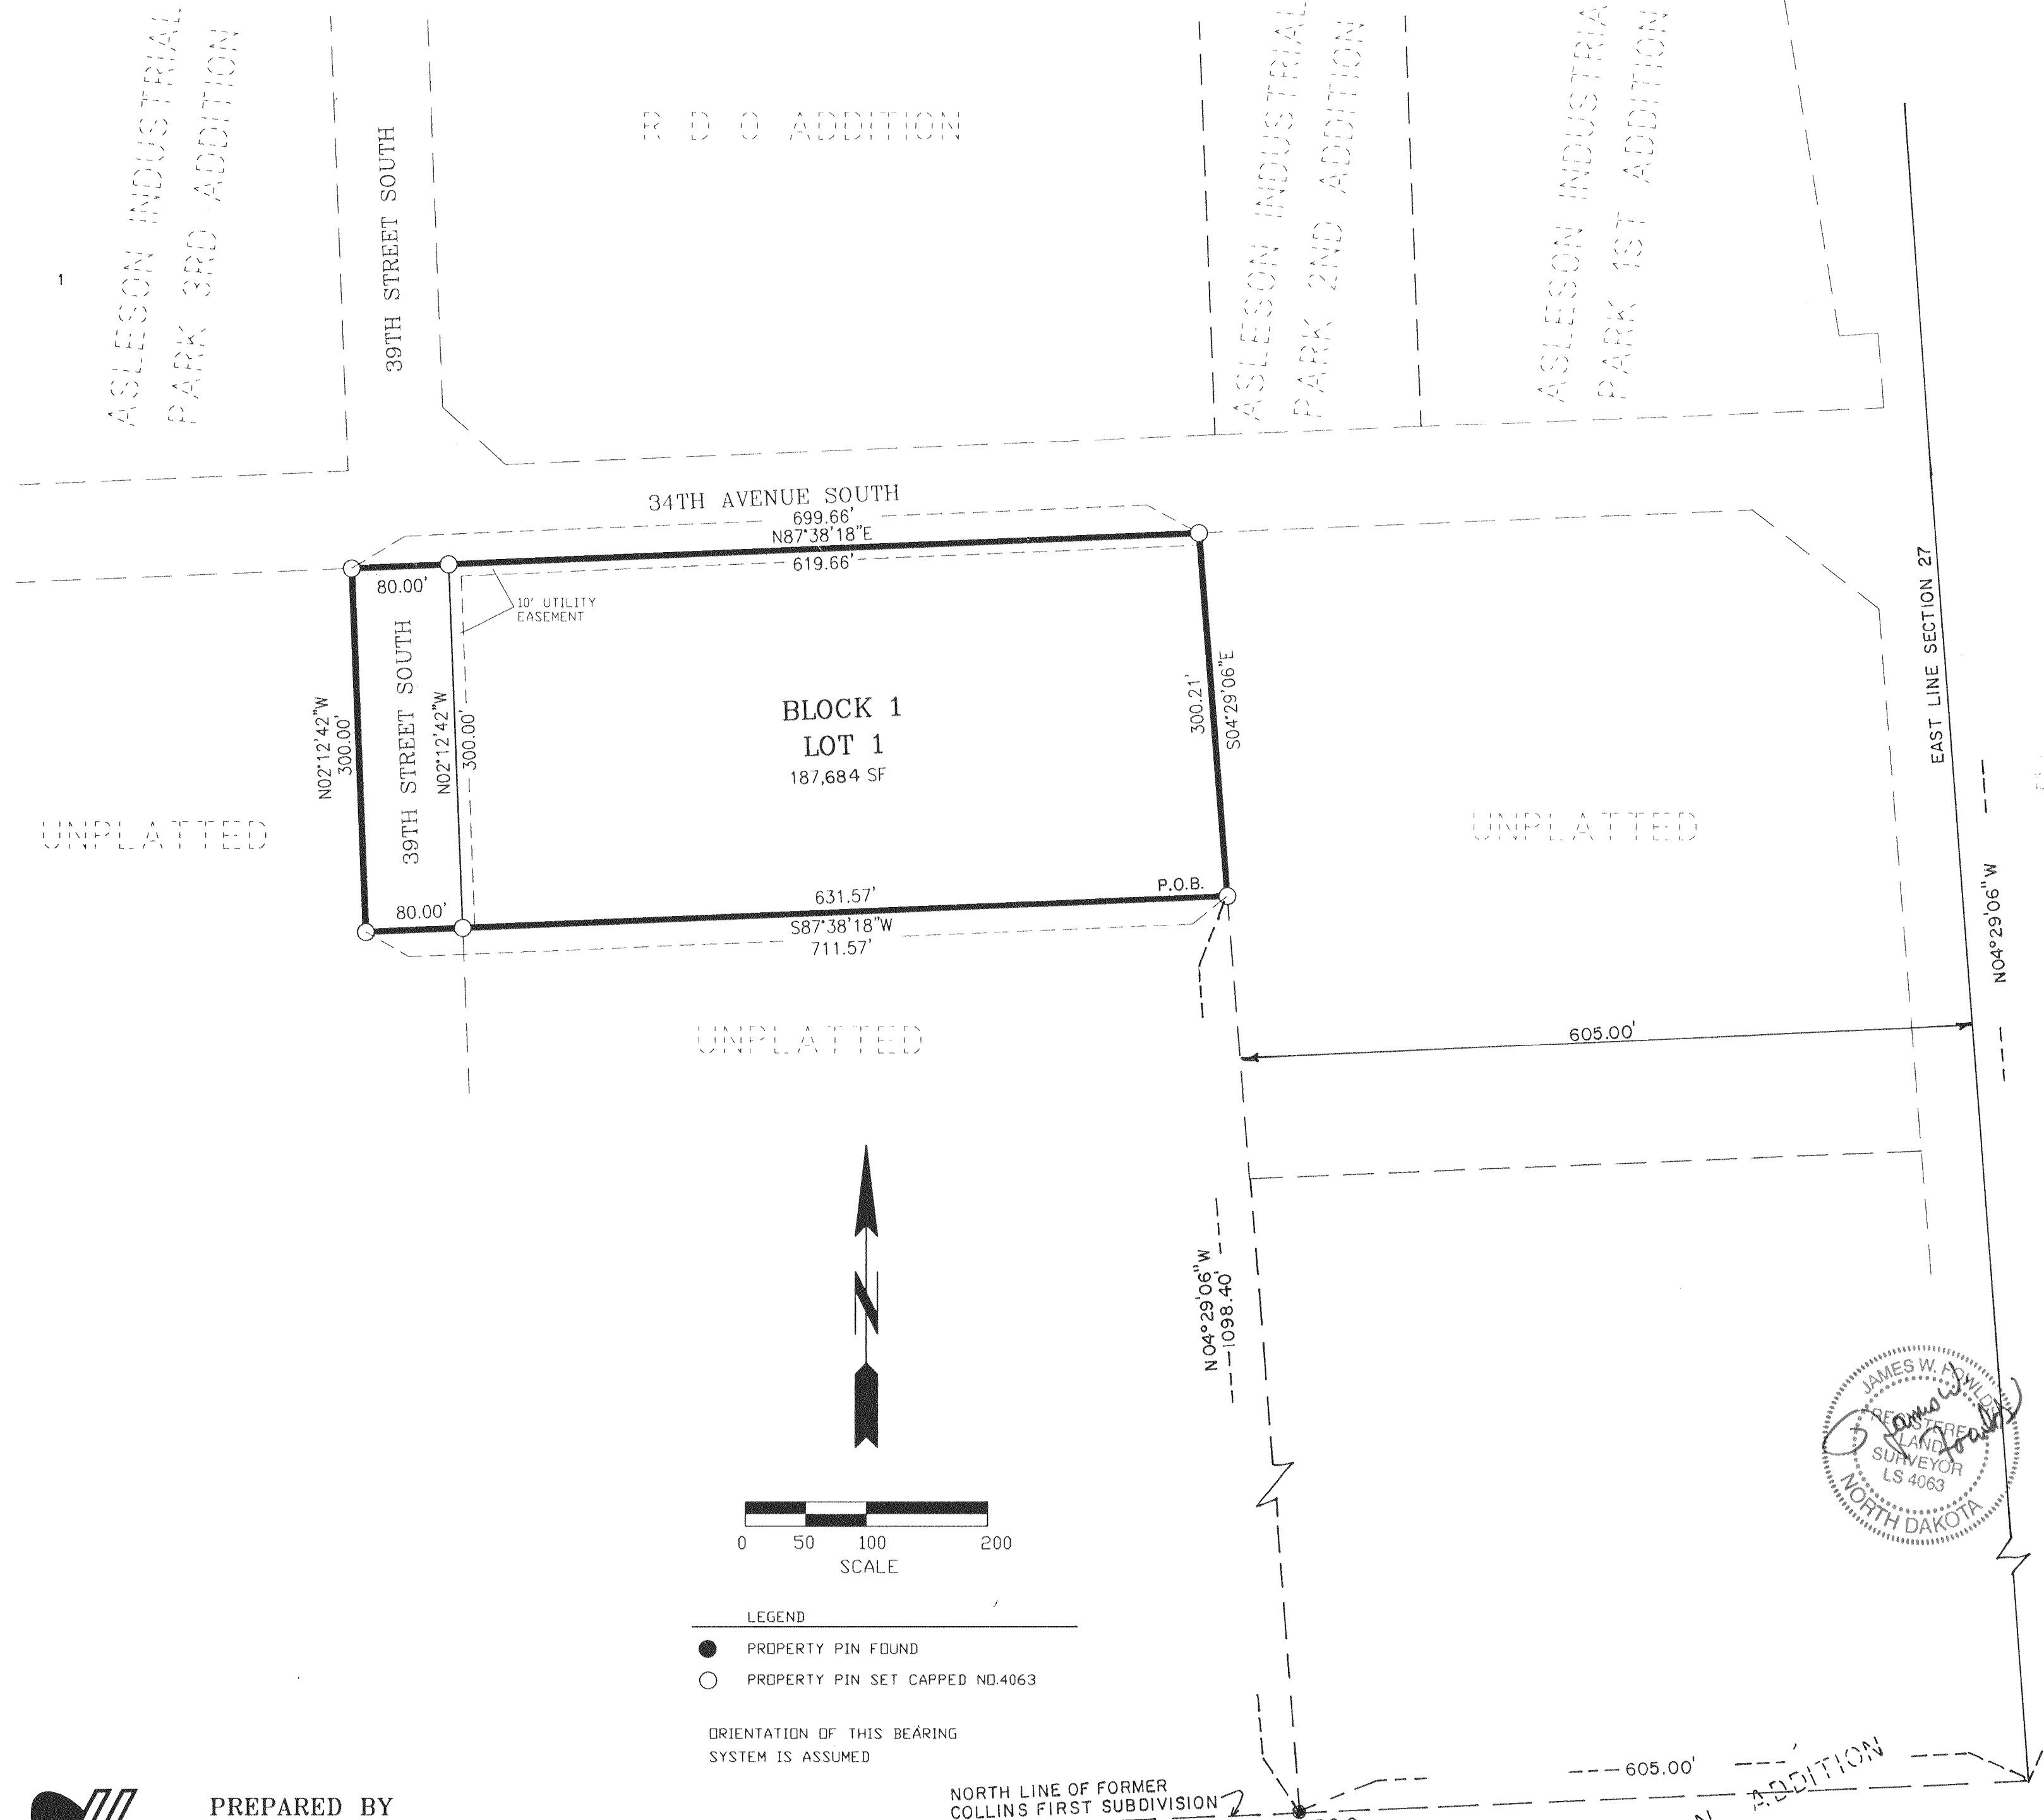 ASLESON INDUSTRIAL
PARK 3RD ADDITION
39TH STREET SOUTH
R D O ADDITION
ASLESON INDUSTRIAL
PARK 2ND ADDITION
ASLESON INDUSTRIAL
PARK 1ST ADDITION
1
34TH AVENUE SOUTH
699.66'
N87°38'18"E
619.66'
80.00'
10' UTILITY
EASEMENT
EAST LINE SECTION 27
N02°12'42"W
300.00'
39TH STREET SOUTH
N02°12'42"W
300.00'
BLOCK 1
LOT 1
187,684 SF
300.21'
S04°29'06"E
UNPLATTED
UNPLATTED
N04°29'06"W
P.O.B.
631.57'
80.00'
S87°38'18"W
711.57'
UNPLATTED
605.00'
N
N04°29'06"W
1098.40'
JAMES W. FOWLDS
REGISTERED
LAND
SURVEYOR
LS 4063
NORTH DAKOTA
James W. Fowlds
0 50 100 200
SCALE
LEGEND
PROPERTY PIN FOUND
PROPERTY PIN SET CAPPED NO.4063
ORIENTATION OF THIS BEARING
SYSTEM IS ASSUMED
605.00'
ADDITION
NORTH LINE OF FORMER
COLLINS FIRST SUBDIVISION
PREPARED BY